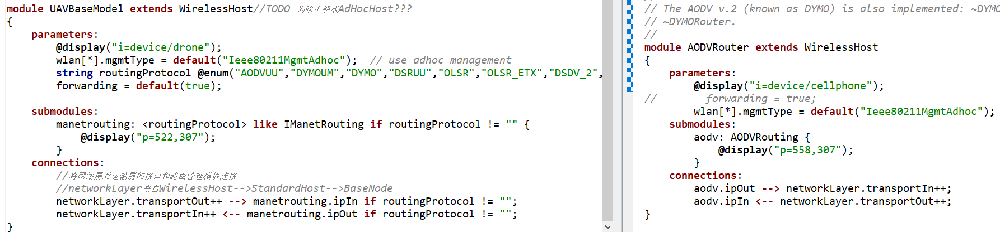 module UAVBaseModel extends WirelessHost//TODO 为啥不换成AdHocHost???
{
    parameters:
        @display("i=device/drone");
        wlan[*].mgmtType = default("Ieee80211MgmtAdhoc");  // use adhoc management
        string routingProtocol @enum("AODVUU","DYMOUM","DYMO","DSRUU","OLSR","OLSR_ETX","DSDV_2",
        forwarding = default(true);
    submodules:
        manetrouting: <routingProtocol> like IManetRouting if routingProtocol != "" {
            @display("p=522,307");
        }
    connections:
        //将网络层对运输层的接口和路由管理模块连接
        //networkLayer来自WirelessHost-->StandardHost-->BaseNode
        networkLayer.transportOut++ --> manetrouting.ipIn if routingProtocol != "";
        networkLayer.transportIn++ <-- manetrouting.ipOut if routingProtocol != "";
}
// The AODV v.2 (known as DYMO) is also implemented: ~DYMO
// ~DYMORouter.
//
module AODVRouter extends WirelessHost
{
    parameters:
        @display("i=device/cellphone");
//        forwarding = true;
        wlan[*].mgmtType = default("Ieee80211MgmtAdhoc");
    submodules:
        aodv: AODVRouting {
            @display("p=558,307");
        }
    connections:
        aodv.ipOut --> networkLayer.transportIn++;
        aodv.ipIn <-- networkLayer.transportOut++;
}